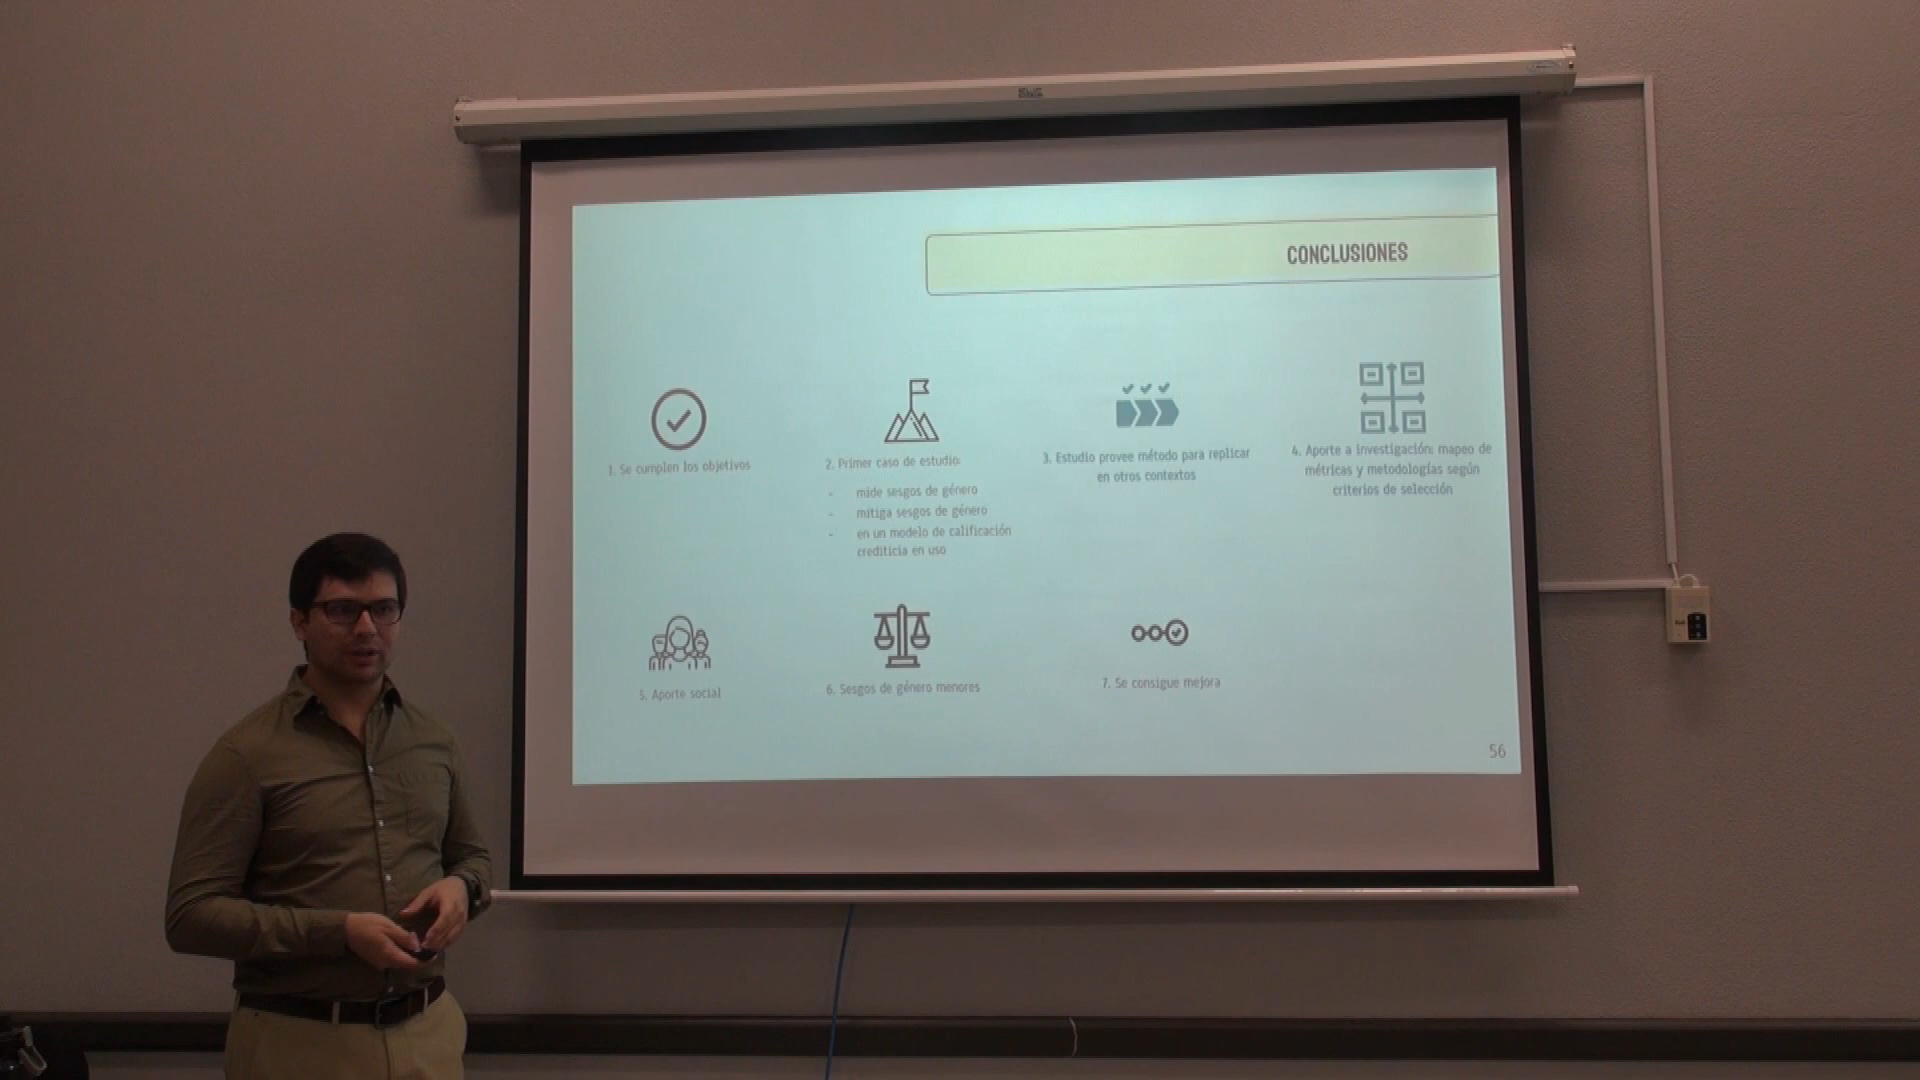 CONCLUSIONES
1. Se cumplen los objetivos
2. Primer caso de estudio:
- mide sesgos de género
- mitiga sesgos de género
- en un modelo de calificación
crediticia en uso
3. Estudio provee método para replicar
en otros contextos
4. Aporte a investigación: mapeo de
métricas y metodologías según
criterios de selección
5. Aporte social
6. Sesgos de género menores
7. Se consigue mejora
56